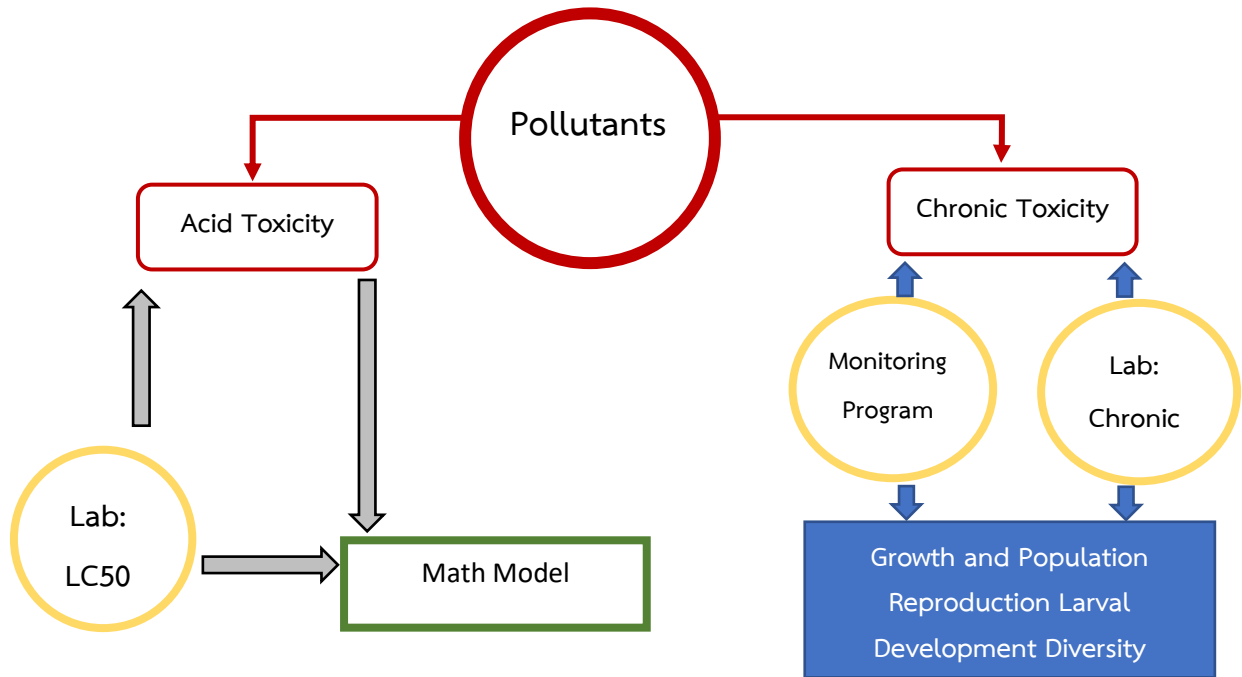 Pollutants
Acid Toxicity
Chronic Toxicity
Monitoring
Program
Lab:
Chronic
Lab:
LC50
Math Model
Growth and Population
Reproduction Larval
Development Diversity